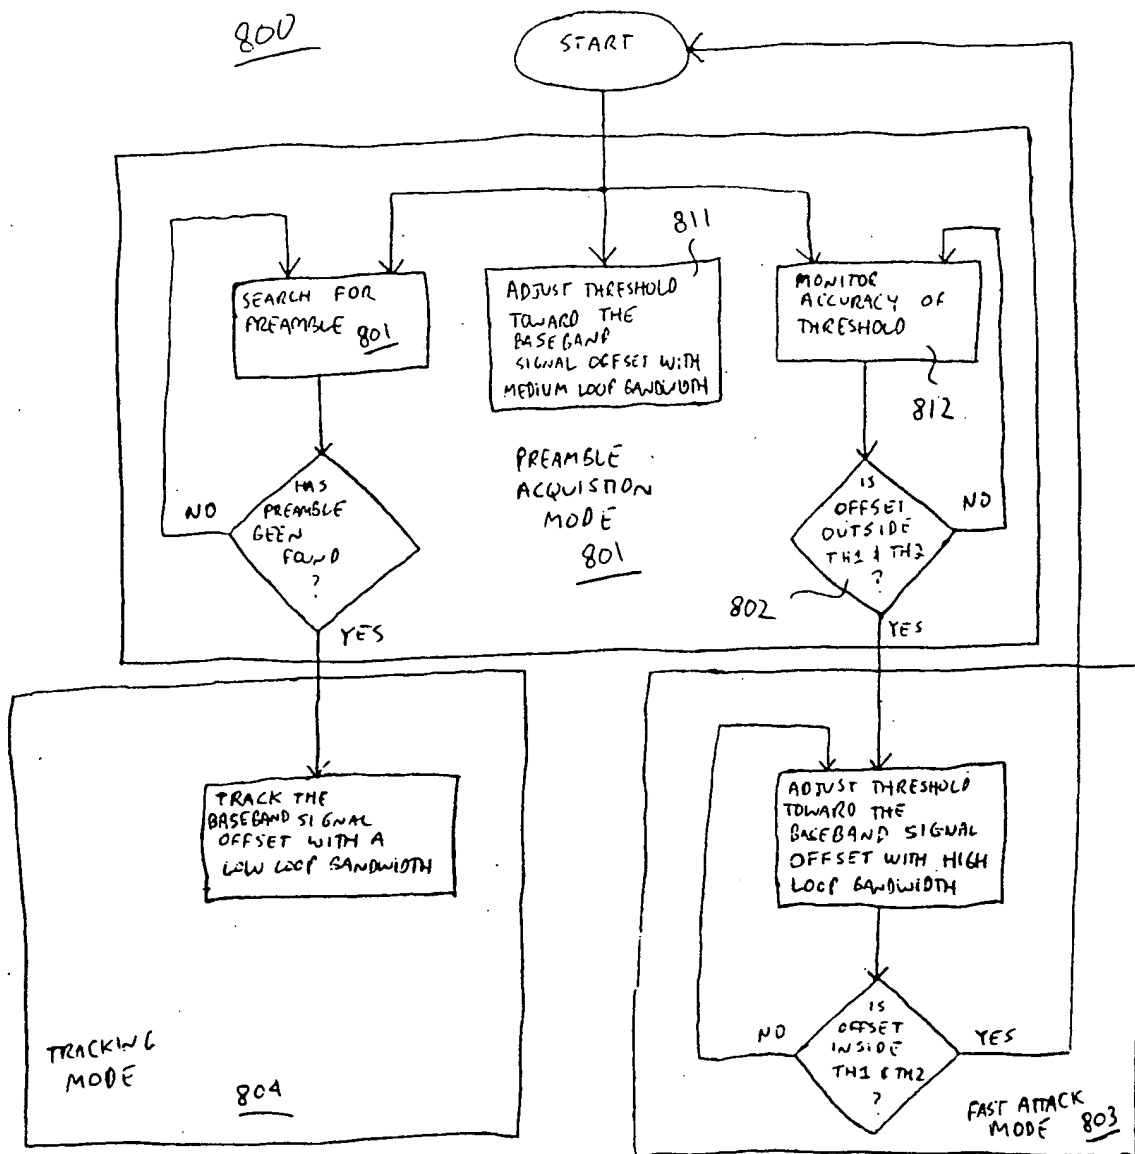 800
START
SEARCH FOR
PREAMBLE 801
811
ADJUST THRESHOLD
TOWARD THE
BASEBAND
SIGNAL OFFSET WITH
MEDIUM LOOP BANDWIDTH
MONITOR
ACCURACY OF
THRESHOLD
812
HAS
PREAMBLE
BEEN
FOUND
?
NO
YES
PREAMBLE
ACQUISTION
MODE
801
IS
OFFSET
OUTSIDE
TH1 & TH2
?
NO
802
YES
TRACK THE
BASEBAND SIGNAL
OFFSET WITH A
LOW LOOP BANDWIDTH
TRACKING
MODE
804
ADJUST THRESHOLD
TOWARD THE
BASEBAND SIGNAL
OFFSET WITH HIGH
LOOP BANDWIDTH
IS
OFFSET
INSIDE
TH1 & TH2
?
NO
YES
FAST ATTACK
MODE 803